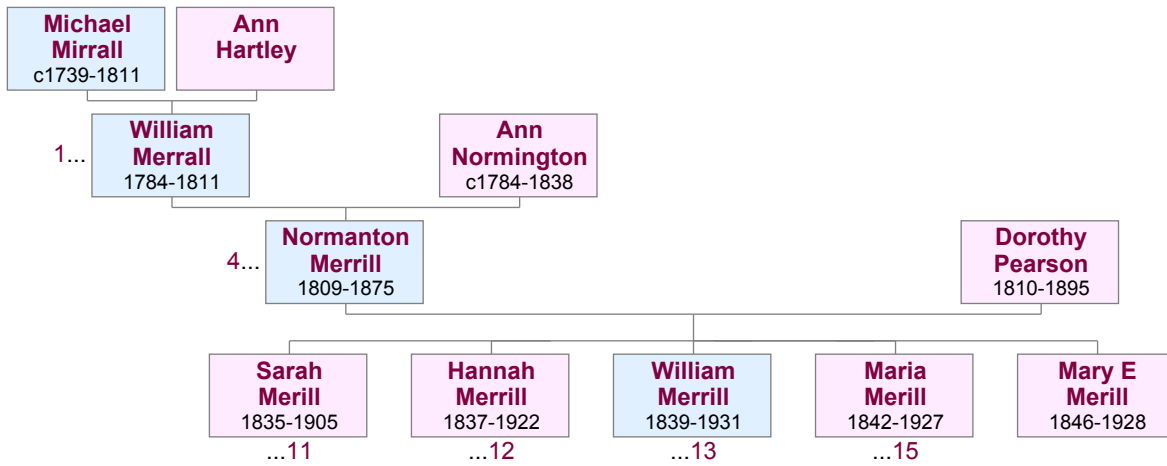 Michael
Mirrall
c1739-1811
Ann
Hartley
1...
William
Merrall
1784-1811
Ann
Normington
c1784-1838
4...
Normanton
Merrill
1809-1875
Dorothy
Pearson
1810-1895
Sarah
Merill
1835-1905
...11
Hannah
Merrill
1837-1922
...12
William
Merrill
1839-1931
...13
Maria
Merill
1842-1927
...15
Mary E
Merill
1846-1928